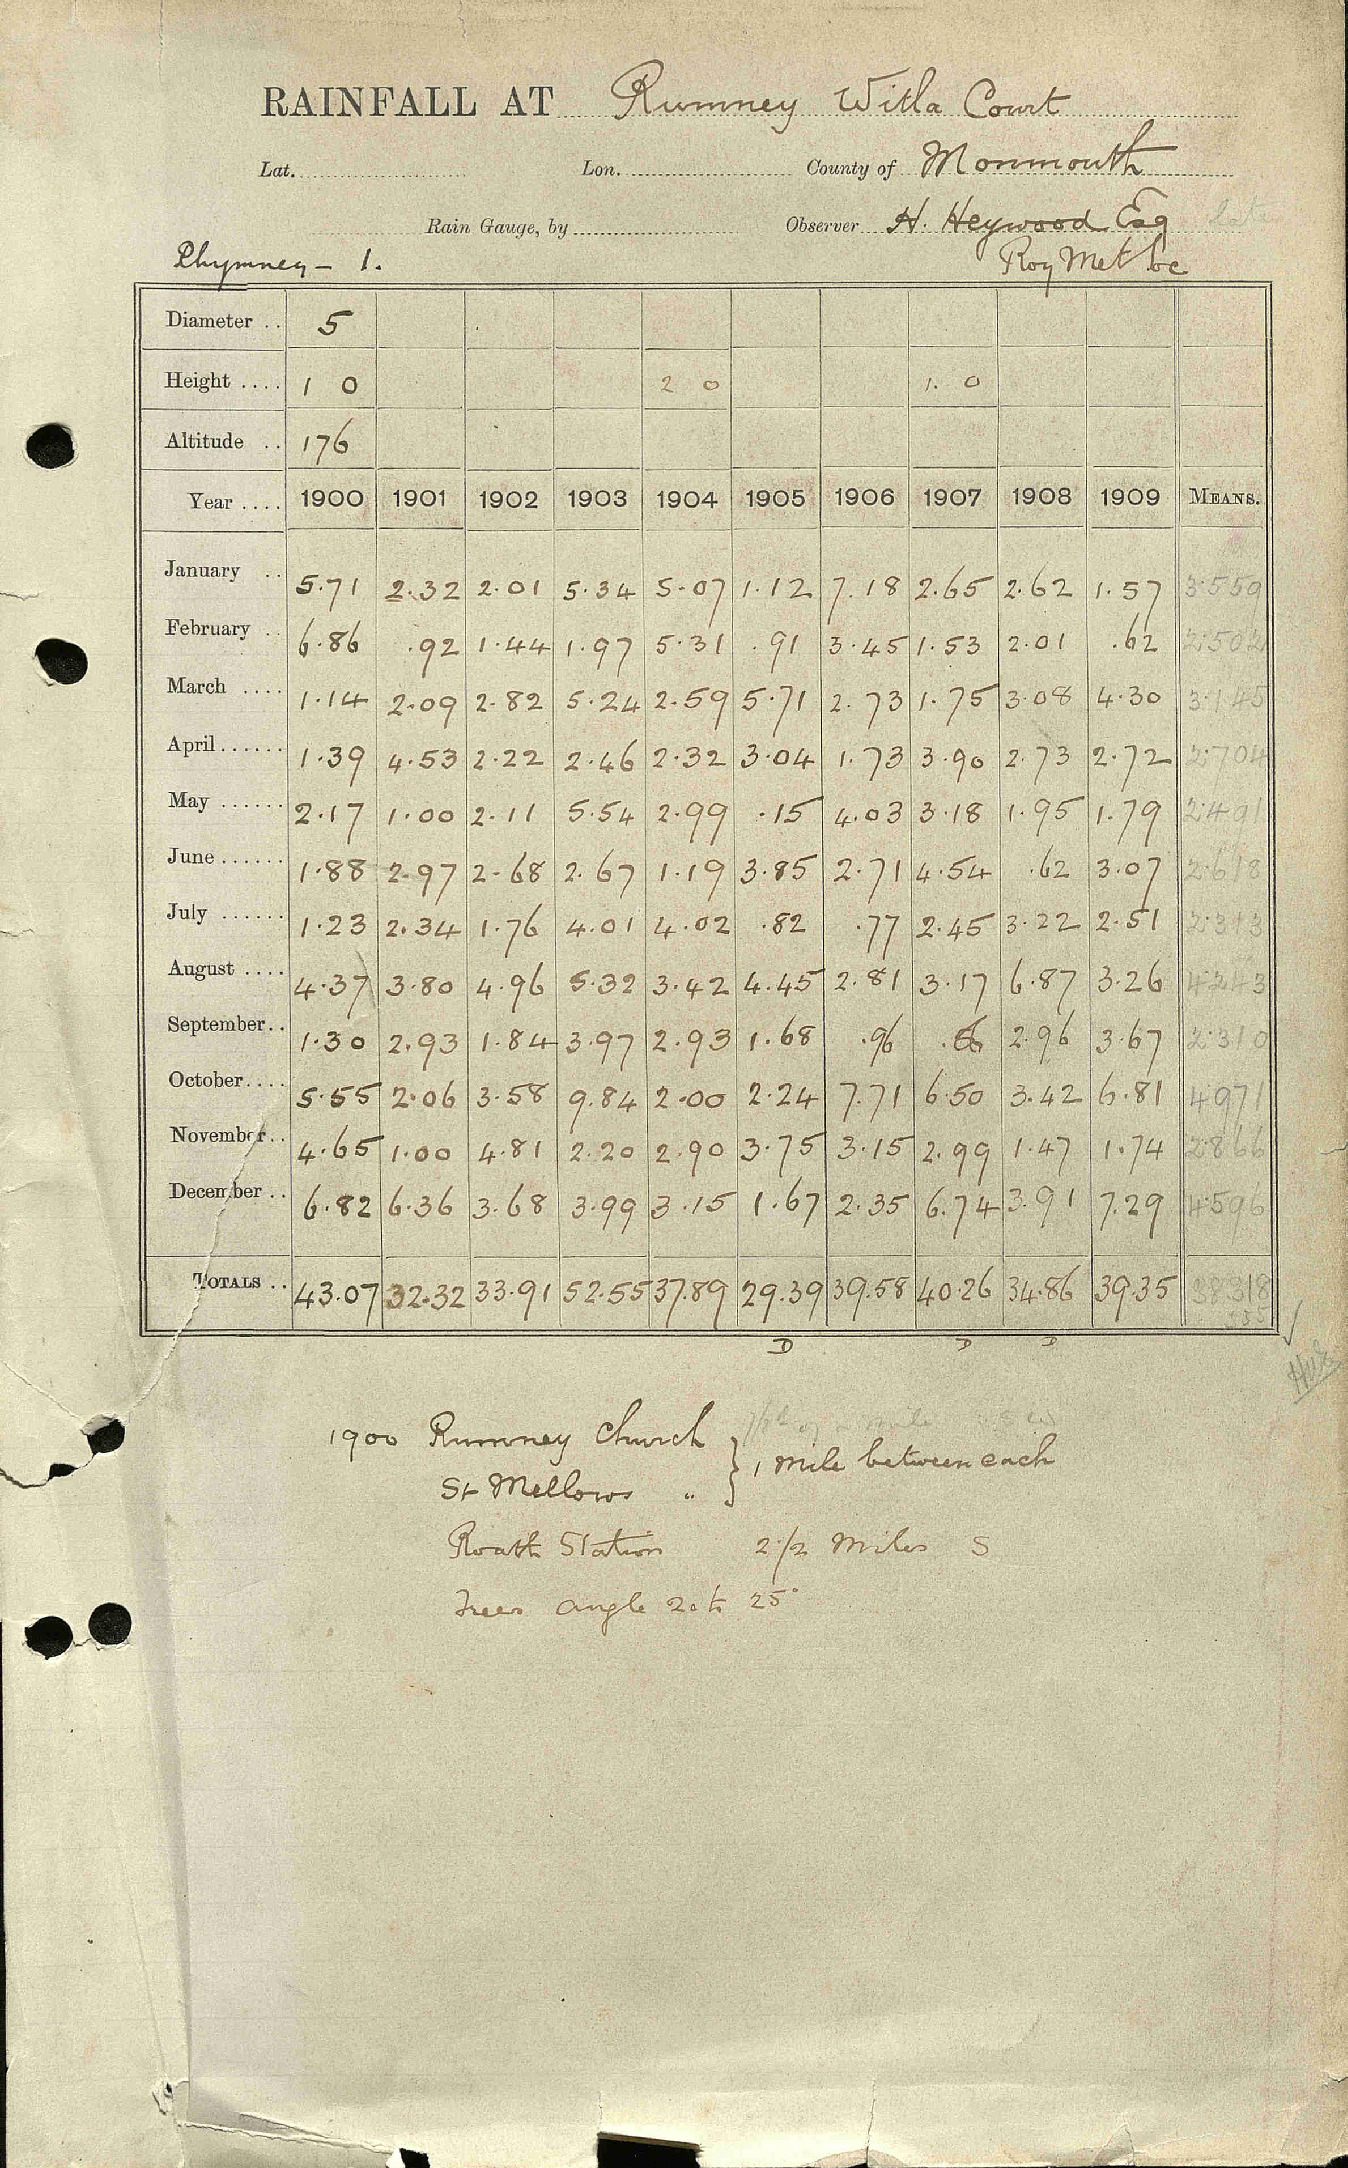 RAINFALL AT Rumney Witla Court
Lat. Lon. County of Monmouth
Rain Gauge, by Observer H. Heywood Esq late
Rhymney - 1. Roy Met Soc
Diameter .. 5
Height .... 1 0 2 0 1. 0
Altitude .. 176
Year .... 1900 1901 1902 1903 1904 1905 1906 1907 1908 1909 MEANS.
January .. 5.71 2.32 2.01 5.34 5.07 1.12 7.18 2.65 2.62 1.57 3.559
February .. 6.86 .92 1.44 1.97 5.31 .91 3.45 1.53 2.01 .62 2.502
March .... 1.14 2.09 2.82 5.24 2.59 5.71 2.73 1.75 3.08 4.30 3.145
April ...... 1.39 4.53 2.22 2.46 2.32 3.04 1.73 3.90 2.73 2.72 2.704
May ...... 2.17 1.00 2.11 5.54 2.99 .15 4.03 3.18 1.95 1.79 2.491
June ...... 1.88 2.97 2.68 2.67 1.19 3.85 2.71 4.54 .62 3.07 2.618
July ...... 1.23 2.34 1.76 4.01 4.02 .82 .77 2.45 3.22 2.51 2.313
August .... 4.37 3.80 4.96 5.32 3.42 4.45 2.81 3.17 6.87 3.26 4.243
September.. 1.30 2.93 1.84 3.97 2.93 1.68 .96 .86 2.96 3.67 2.310
October.... 5.55 2.06 3.58 9.84 2.00 2.24 7.71 6.50 3.42 6.81 4.971
November.. 4.65 1.00 4.81 2.20 2.90 3.75 3.15 2.99 1.47 1.74 2.866
December .. 6.82 6.36 3.68 3.99 3.15 1.67 2.35 6.74 3.91 7.29 4.596
TOTALS .. 43.07 32.32 33.91 52.55 37.89 29.39 39.58 40.26 34.86 39.35 38.318
D D D
1900 Rumney Church } 1 mile between each
St Mellows "
Roath Station 2 1/2 miles S
Trees angle 20 to 25°